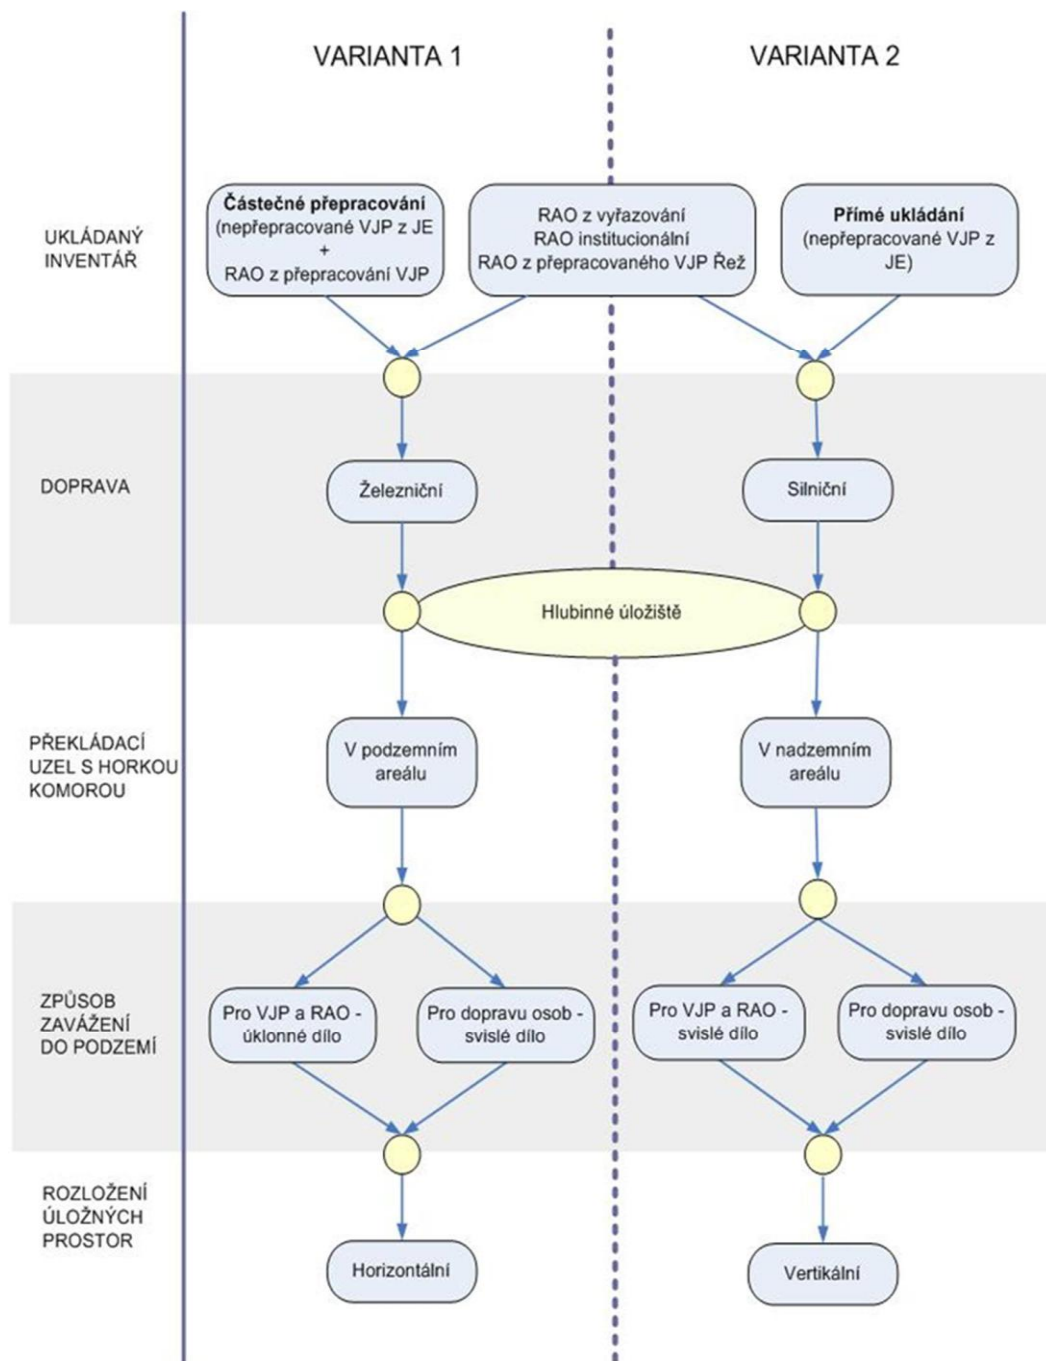 VARIANTA 1
VARIANTA 2
UKLÁDANÝ
INVENTÁŘ
Částečné přepracování
(nepřepracované VJP z JE
+
RAO z přepracování VJP
RAO z vyřazování
RAO institucionální
RAO z přepracovaného VJP Řež
Přímé ukládání
(nepřepracované VJP z
JE)
DOPRAVA
Železniční
Silniční
Hlubinné úložiště
PŘEKLÁDACÍ
UZEL S HORKOU
KOMOROU
V podzemním
areálu
V nadzemním
areálu
ZPŮSOB
ZAVÁŽENÍ
DO PODZEMÍ
Pro VJP a RAO -
úklonné dílo
Pro dopravu osob -
svislé dílo
Pro VJP a RAO -
svislé dílo
Pro dopravu osob -
svislé dílo
ROZLOŽENÍ
ÚLOŽNÝCH
PROSTOR
Horizontální
Vertikální